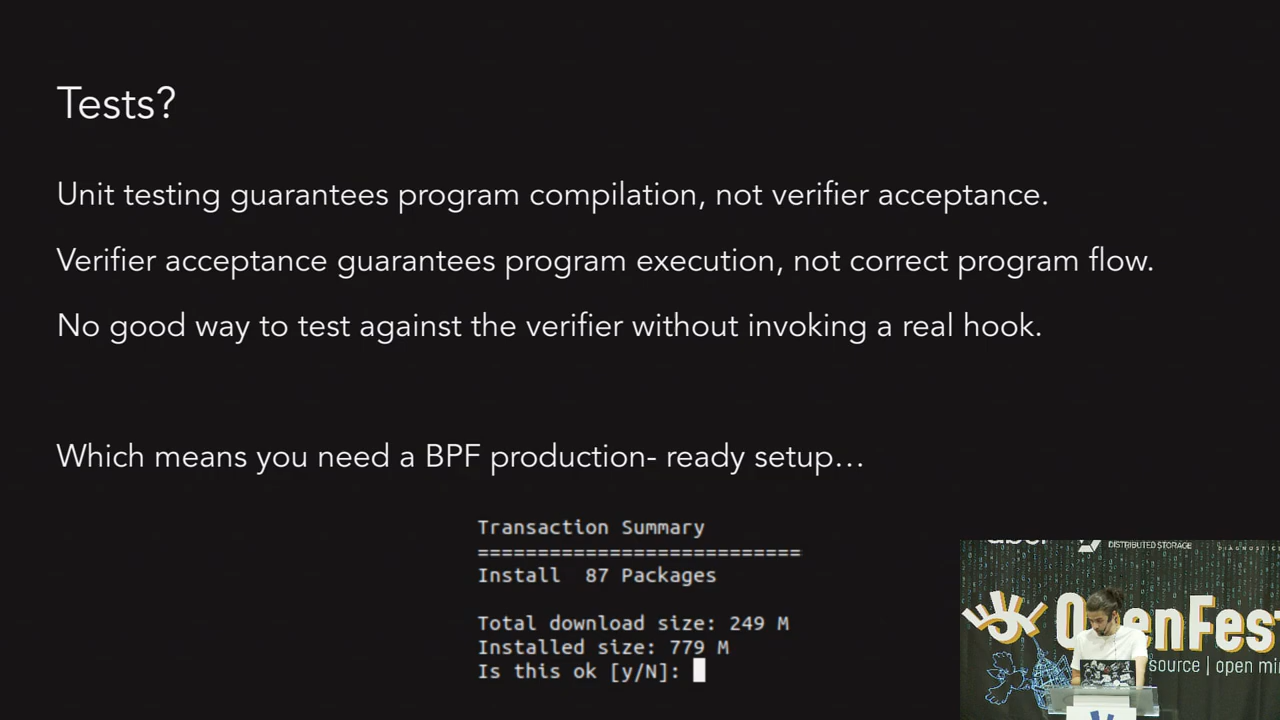 Tests?
Unit testing guarantees program compilation, not verifier acceptance.
Verifier acceptance guarantees program execution, not correct program flow.
No good way to test against the verifier without invoking a real hook.
Which means you need a BPF production- ready setup…
Transaction Summary
===========================
Install  87 Packages
Total download size: 249 M
Installed size: 779 M
Is this ok [y/N]:
DISTRIBUTED STORAGE
DIAGNOSTICS
source | open